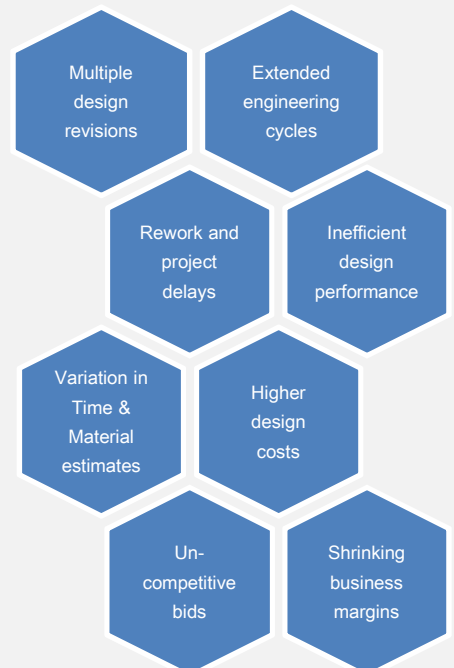 Multiple
design
revisions
Extended
engineering
cycles
Rework and
project
delays
Inefficient
design
performance
Variation in
Time &
Material
estimates
Higher
design
costs
Un-
competitive
bids
Shrinking
business
margins